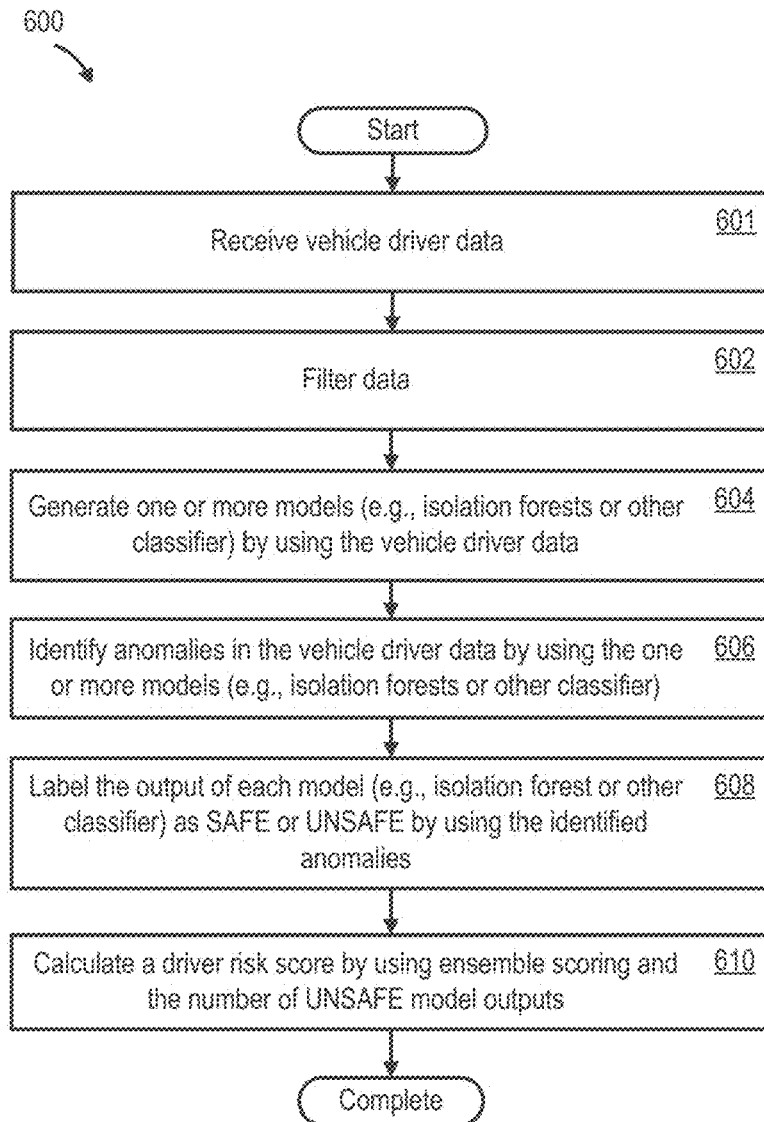 600
Start
601
Receive vehicle driver data
602
Filter data
Generate one or more models (e.g., isolation forests or other
604
classifier) by using the vehicle driver data
Identify anomalies in the vehicle driver data by using the one
606
or more models (e.g., isolation forests or other classifier)
Label the output of each model (e.g., isolation forest or other
608
classifier) as SAFE or UNSAFE by using the identified
anomalies
Calculate a driver risk score by using ensemble scoring and
610
the number of UNSAFE model outputs
Complete